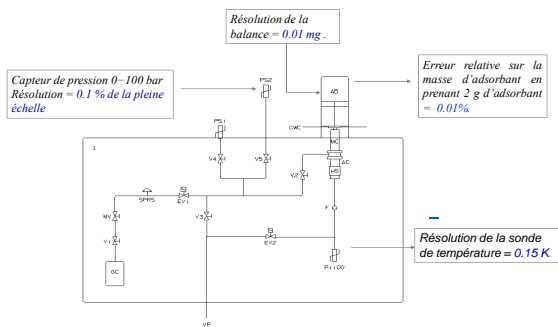 Résolution de la
balance = 0.01 mg .
Capteur de pression 0–100 bar
Résolution = 0.1 % de la pleine
échelle
Erreur relative sur la
masse d'adsorbant en
prenant 2 g d'adsorbant
= 0.01%.
PS2
AB
PS1
CWC
MC
V4
V5
V2
AC
HS
SPRS
EV1
MV
V3
F
V1
EV2
GC
Pt100
Résolution de la sonde
de température = 0.15 K.
VP